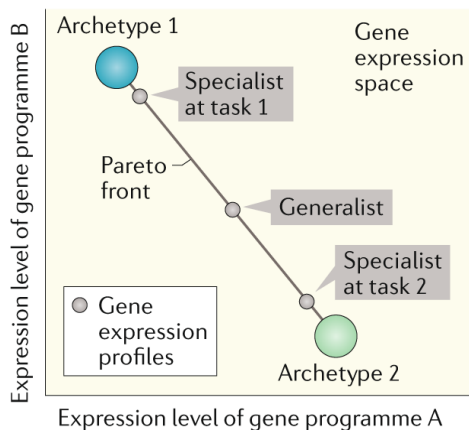 Archetype 1
Gene
expression
space
Specialist
at task 1
Pareto
front
Generalist
Specialist
at task 2
Gene
expression
profiles
Archetype 2
Expression level of gene programme B
Expression level of gene programme A